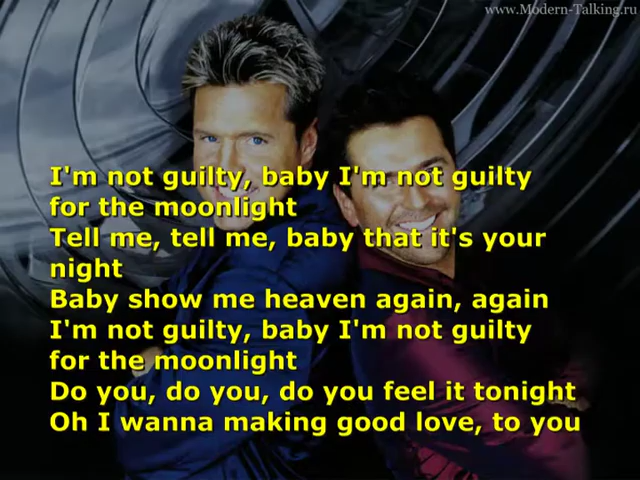 www.Modern-Talking.ru
I'm not guilty, baby I'm not guilty
for the moonlight
Tell me, tell me, baby that it's your
night
Baby show me heaven again, again
I'm not guilty, baby I'm not guilty
for the moonlight
Do you, do you, do you feel it tonight
Oh I wanna making good love, to you